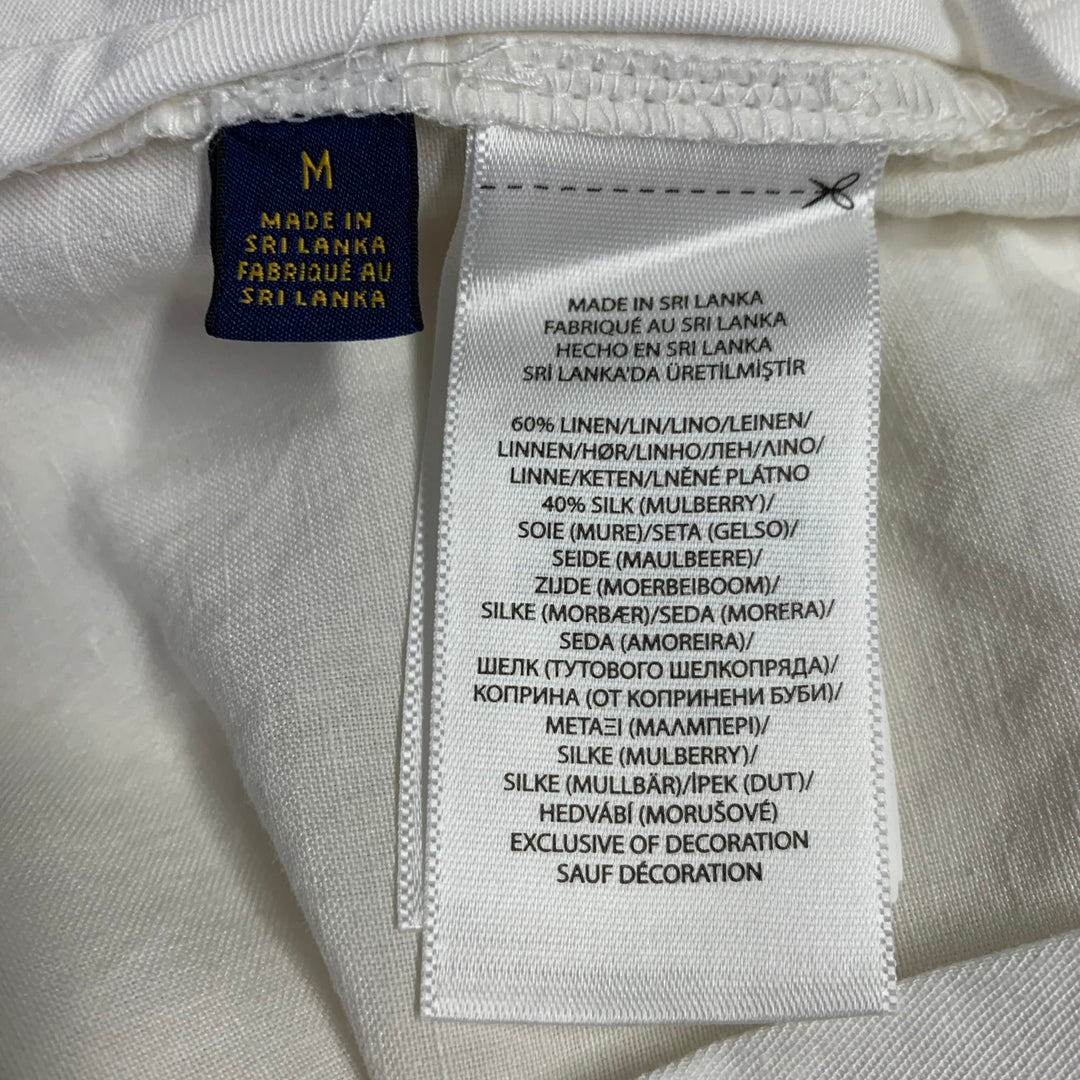 M
MADE IN
SRI LANKA
FABRIQUÉ AU
SRI LANKA
MADE IN SRI LANKA
FABRIQUÉ AU SRI LANKA
HECHO EN SRI LANKA
SRİ LANKA'DA ÜRETİLMİŞTİR
60% LINEN/LIN/LINO/LEINEN/
LINNEN/HØR/LINHO/ЛЕН/ΛΙΝΟ/
LINNE/KETEN/LNĚNÉ PLÁTNO
40% SILK (MULBERRY)/
SOIE (MURE)/SETA (GELSO)/
SEIDE (MAULBEERE)/
ZIJDE (MOERBEIBOOM)/
SILKE (MORBÆR)/SEDA (MORERA)/
SEDA (AMOREIRA)/
ШЕЛК (ТУТОВОГО ШЕЛКОПРЯДА)/
КОПРИНА (ОТ КОПРИНЕНИ БУБИ)/
ΜΕΤΑΞΙ (ΜΑΛΜΠΕΡΙ)/
SILKE (MULBERRY)/
SILKE (MULLBÄR)/İPEK (DUT)/
HEDVÁBÍ (MORUŠOVÉ)
EXCLUSIVE OF DECORATION
SAUF DÉCORATION